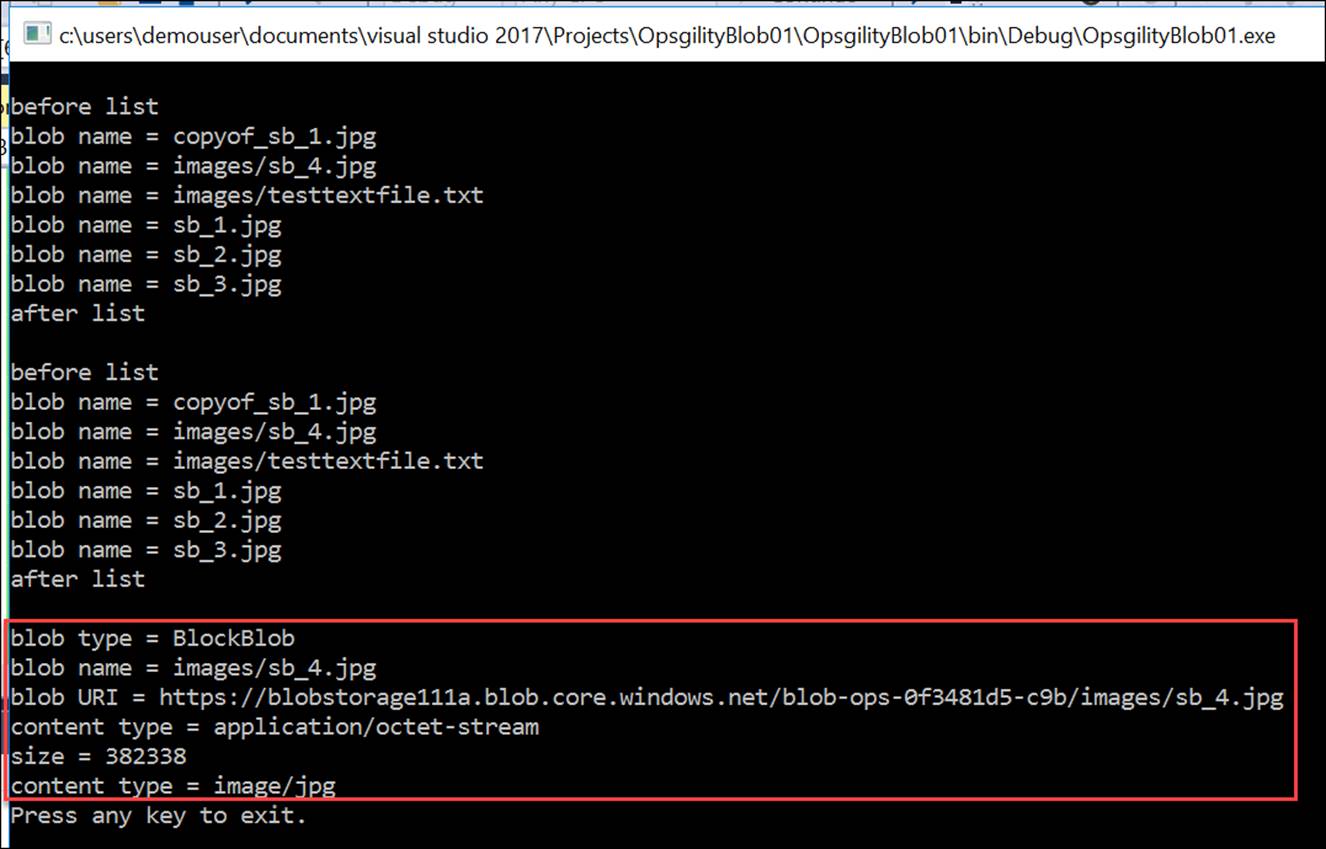 c:\users\demouser\documents\visual studio 2017\Projects\OpsgilityBlob01\OpsgilityBlob01\bin\Debug\OpsgilityBlob01.exe
before list
blob name = copyof_sb_1.jpg
blob name = images/sb_4.jpg
blob name = images/testtextfile.txt
blob name = sb_1.jpg
blob name = sb_2.jpg
blob name = sb_3.jpg
after list
before list
blob name = copyof_sb_1.jpg
blob name = images/sb_4.jpg
blob name = images/testtextfile.txt
blob name = sb_1.jpg
blob name = sb_2.jpg
blob name = sb_3.jpg
after list
blob type = BlockBlob
blob name = images/sb_4.jpg
blob URI = https://blobstorage111a.blob.core.windows.net/blob-ops-0f3481d5-c9b/images/sb_4.jpg
content type = application/octet-stream
size = 382338
content type = image/jpg
Press any key to exit.